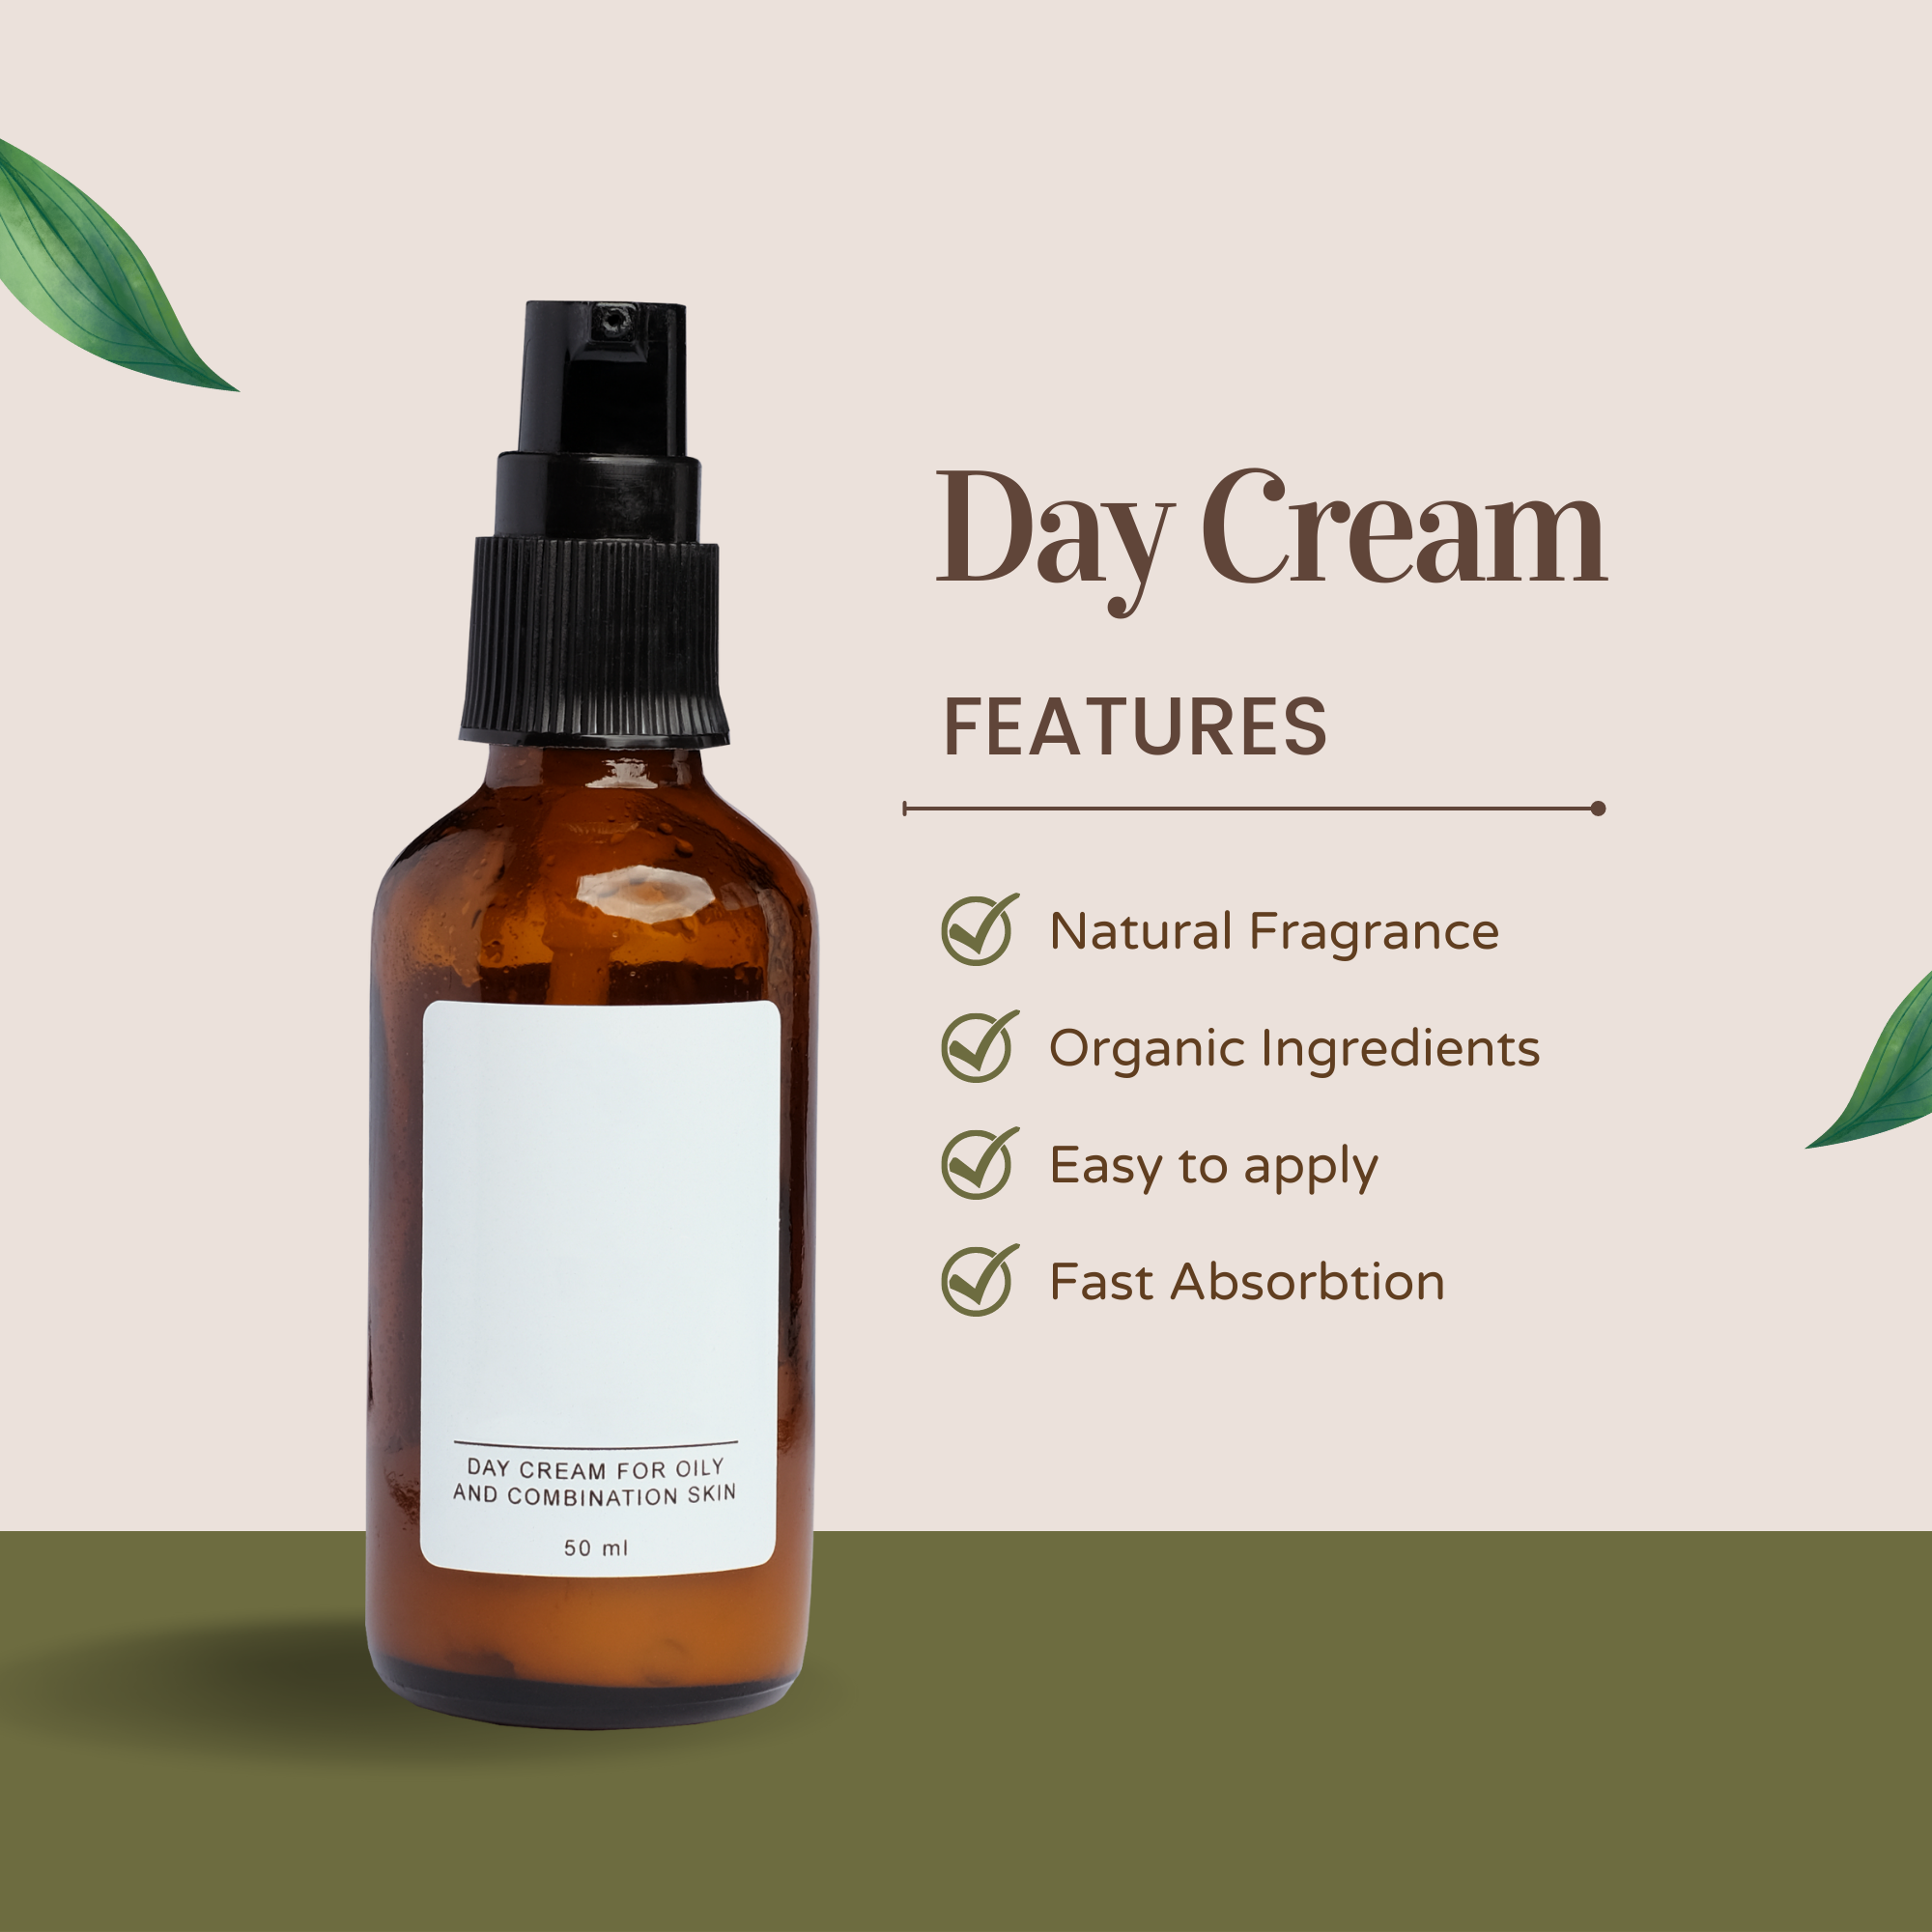 Day Cream
FEATURES
Natural Fragrance
Organic Ingredients
Easy to apply
Fast Absorbtion
DAY CREAM FOR OILY
AND COMBINATION SKIN
50 ml